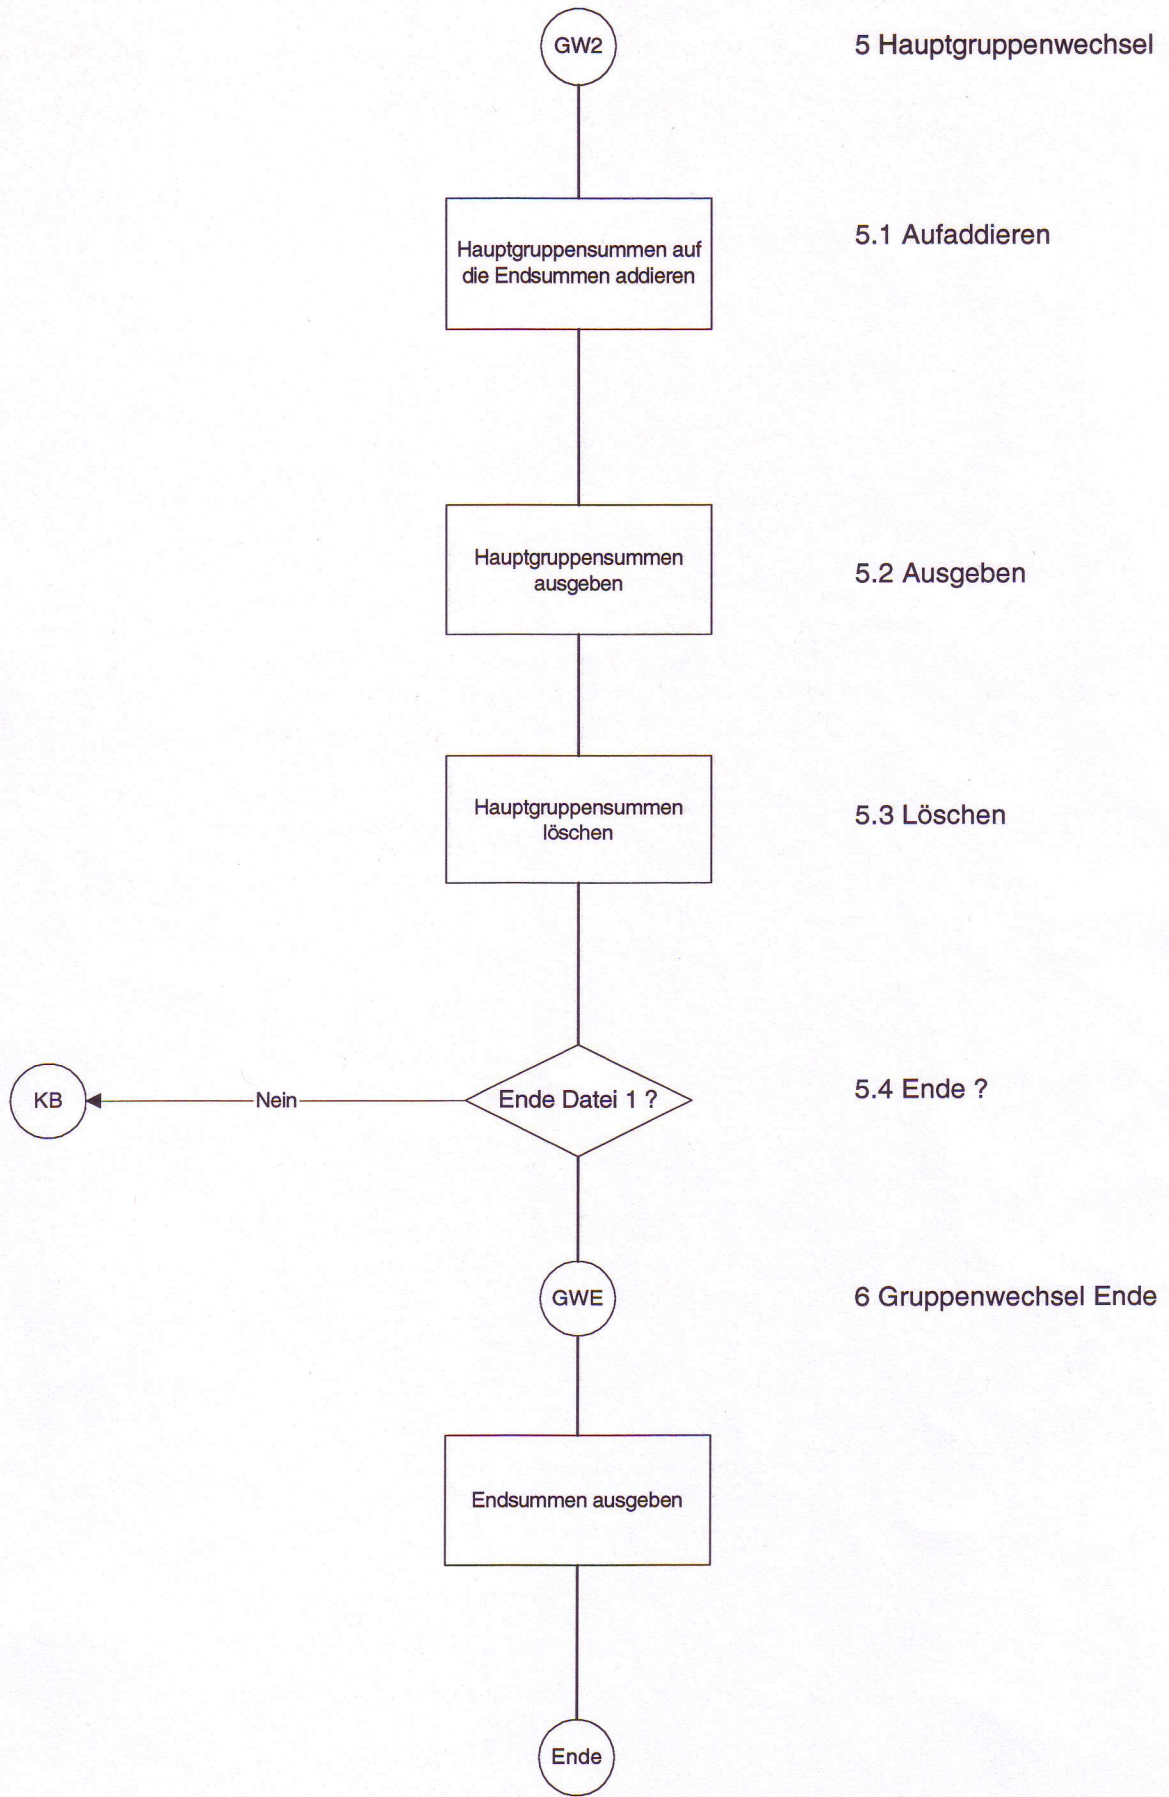 GW2
5 Hauptgruppenwechsel
Hauptgruppensummen auf
die Endsummen addieren
5.1 Aufaddieren
Hauptgruppensummen
ausgeben
5.2 Ausgeben
Hauptgruppensummen
löschen
5.3 Löschen
KB
Nein
Ende Datei 1 ?
5.4 Ende ?
GWE
6 Gruppenwechsel Ende
Endsummen ausgeben
Ende